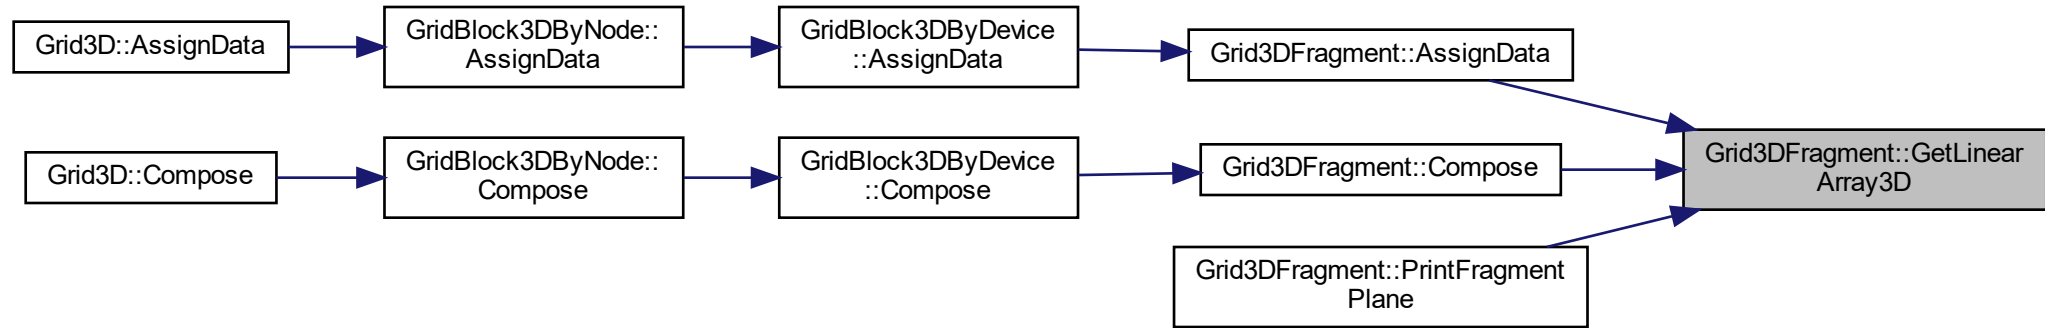 Grid3D::AssignData
GridBlock3DByNode::
AssignData
GridBlock3DByDevice
::AssignData
Grid3DFragment::AssignData
Grid3D::Compose
GridBlock3DByNode::
Compose
GridBlock3DByDevice
::Compose
Grid3DFragment::Compose
Grid3DFragment::GetLinear
Array3D
Grid3DFragment::PrintFragment
Plane